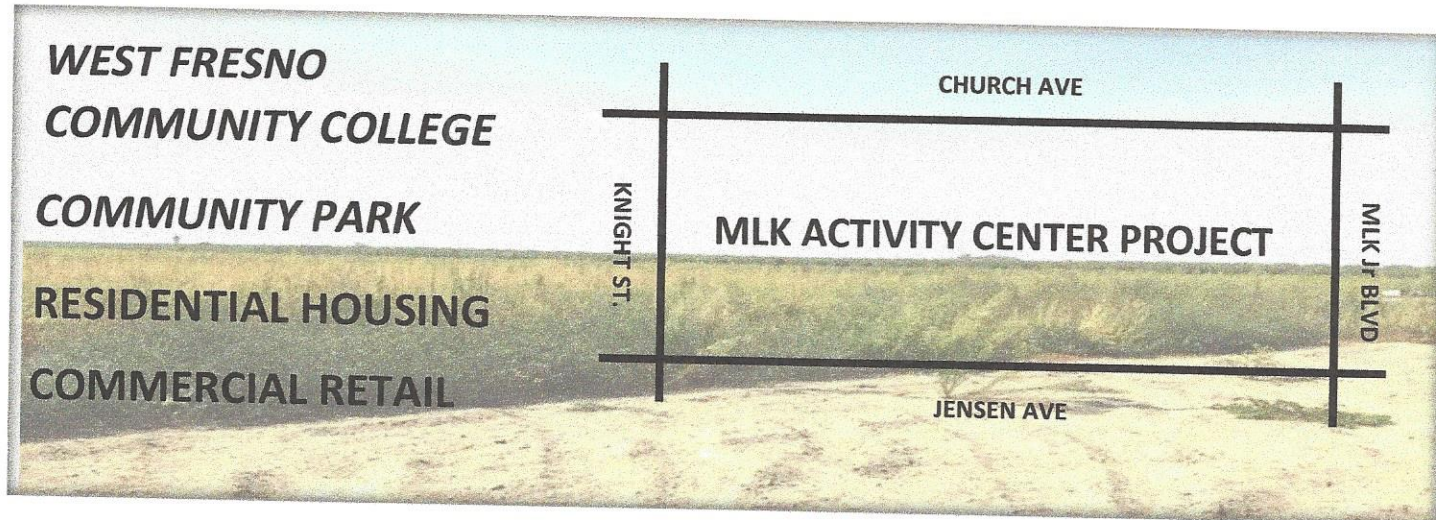 WEST FRESNO
COMMUNITY COLLEGE
COMMUNITY PARK
RESIDENTIAL HOUSING
COMMERCIAL RETAIL
CHURCH AVE
KNIGHT ST.
MLK ACTIVITY CENTER PROJECT
MLK Jr BLVD
JENSEN AVE